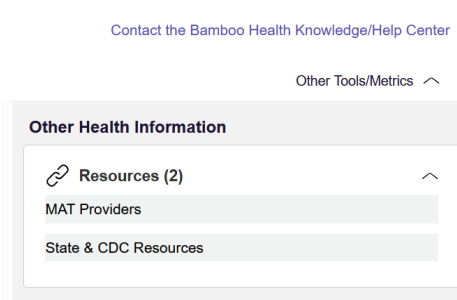 Contact the Bamboo Health Knowledge/Help Center
Other Tools/Metrics
Other Health Information
Resources (2)
MAT Providers
State & CDC Resources